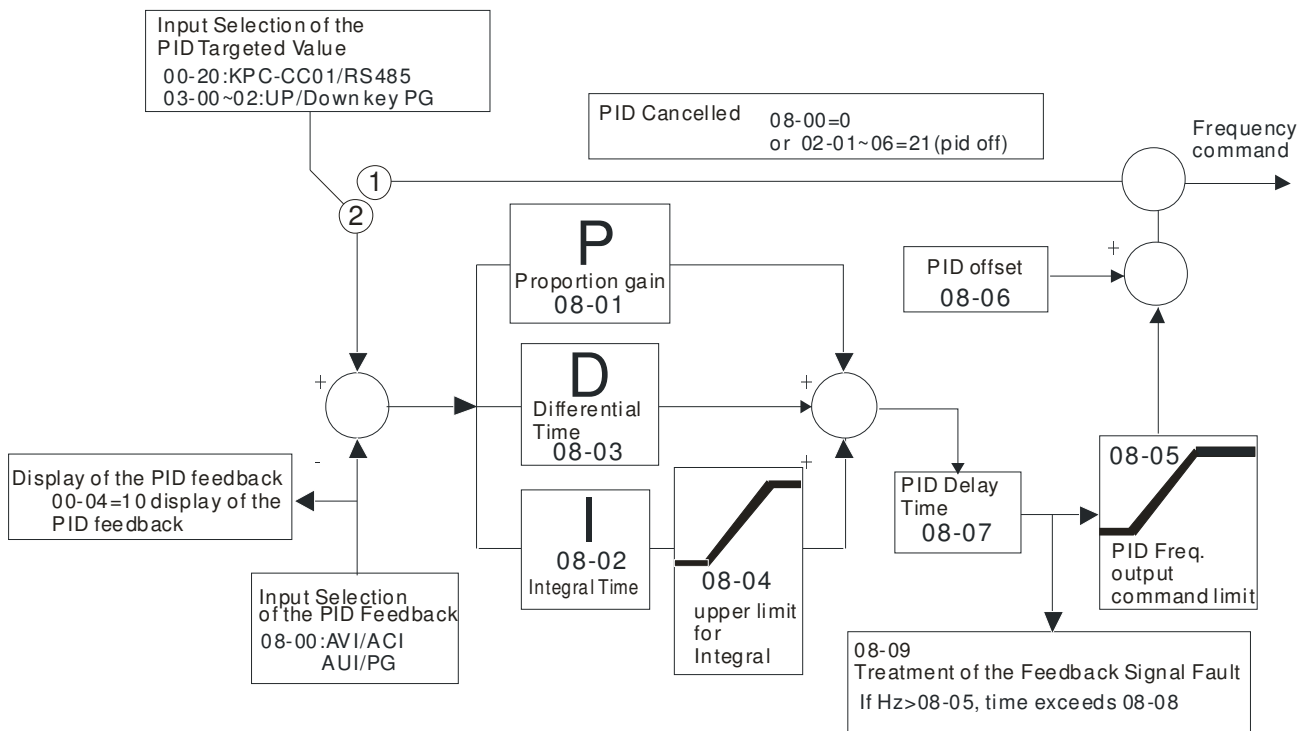 Input Selection of the
PID Targeted Value
00-20:KPC-CC01/RS485
03-00~02:UP/Down key PG
PID Cancelled
08-00=0
or 02-01~06=21(pid off)
Frequency
command
1
2
P
Proportion gain
08-01
PID offset
08-06
+
D
Differential
Time
08-03
+
+
-
+
Display of the PID feedback
00-04=10 display of the
PID feedback
I
08-02
Integral Time
08-04
upper limit
for
Integral
PID Delay
Time
08-07
08-05
PID Freq.
output
command limit
Input Selection
of the PID Feedback
08-00:AVI/ACI
AUI/PG
08-09
Treatment of the Feedback Signal Fault
If Hz>08-05, time exceeds 08-08